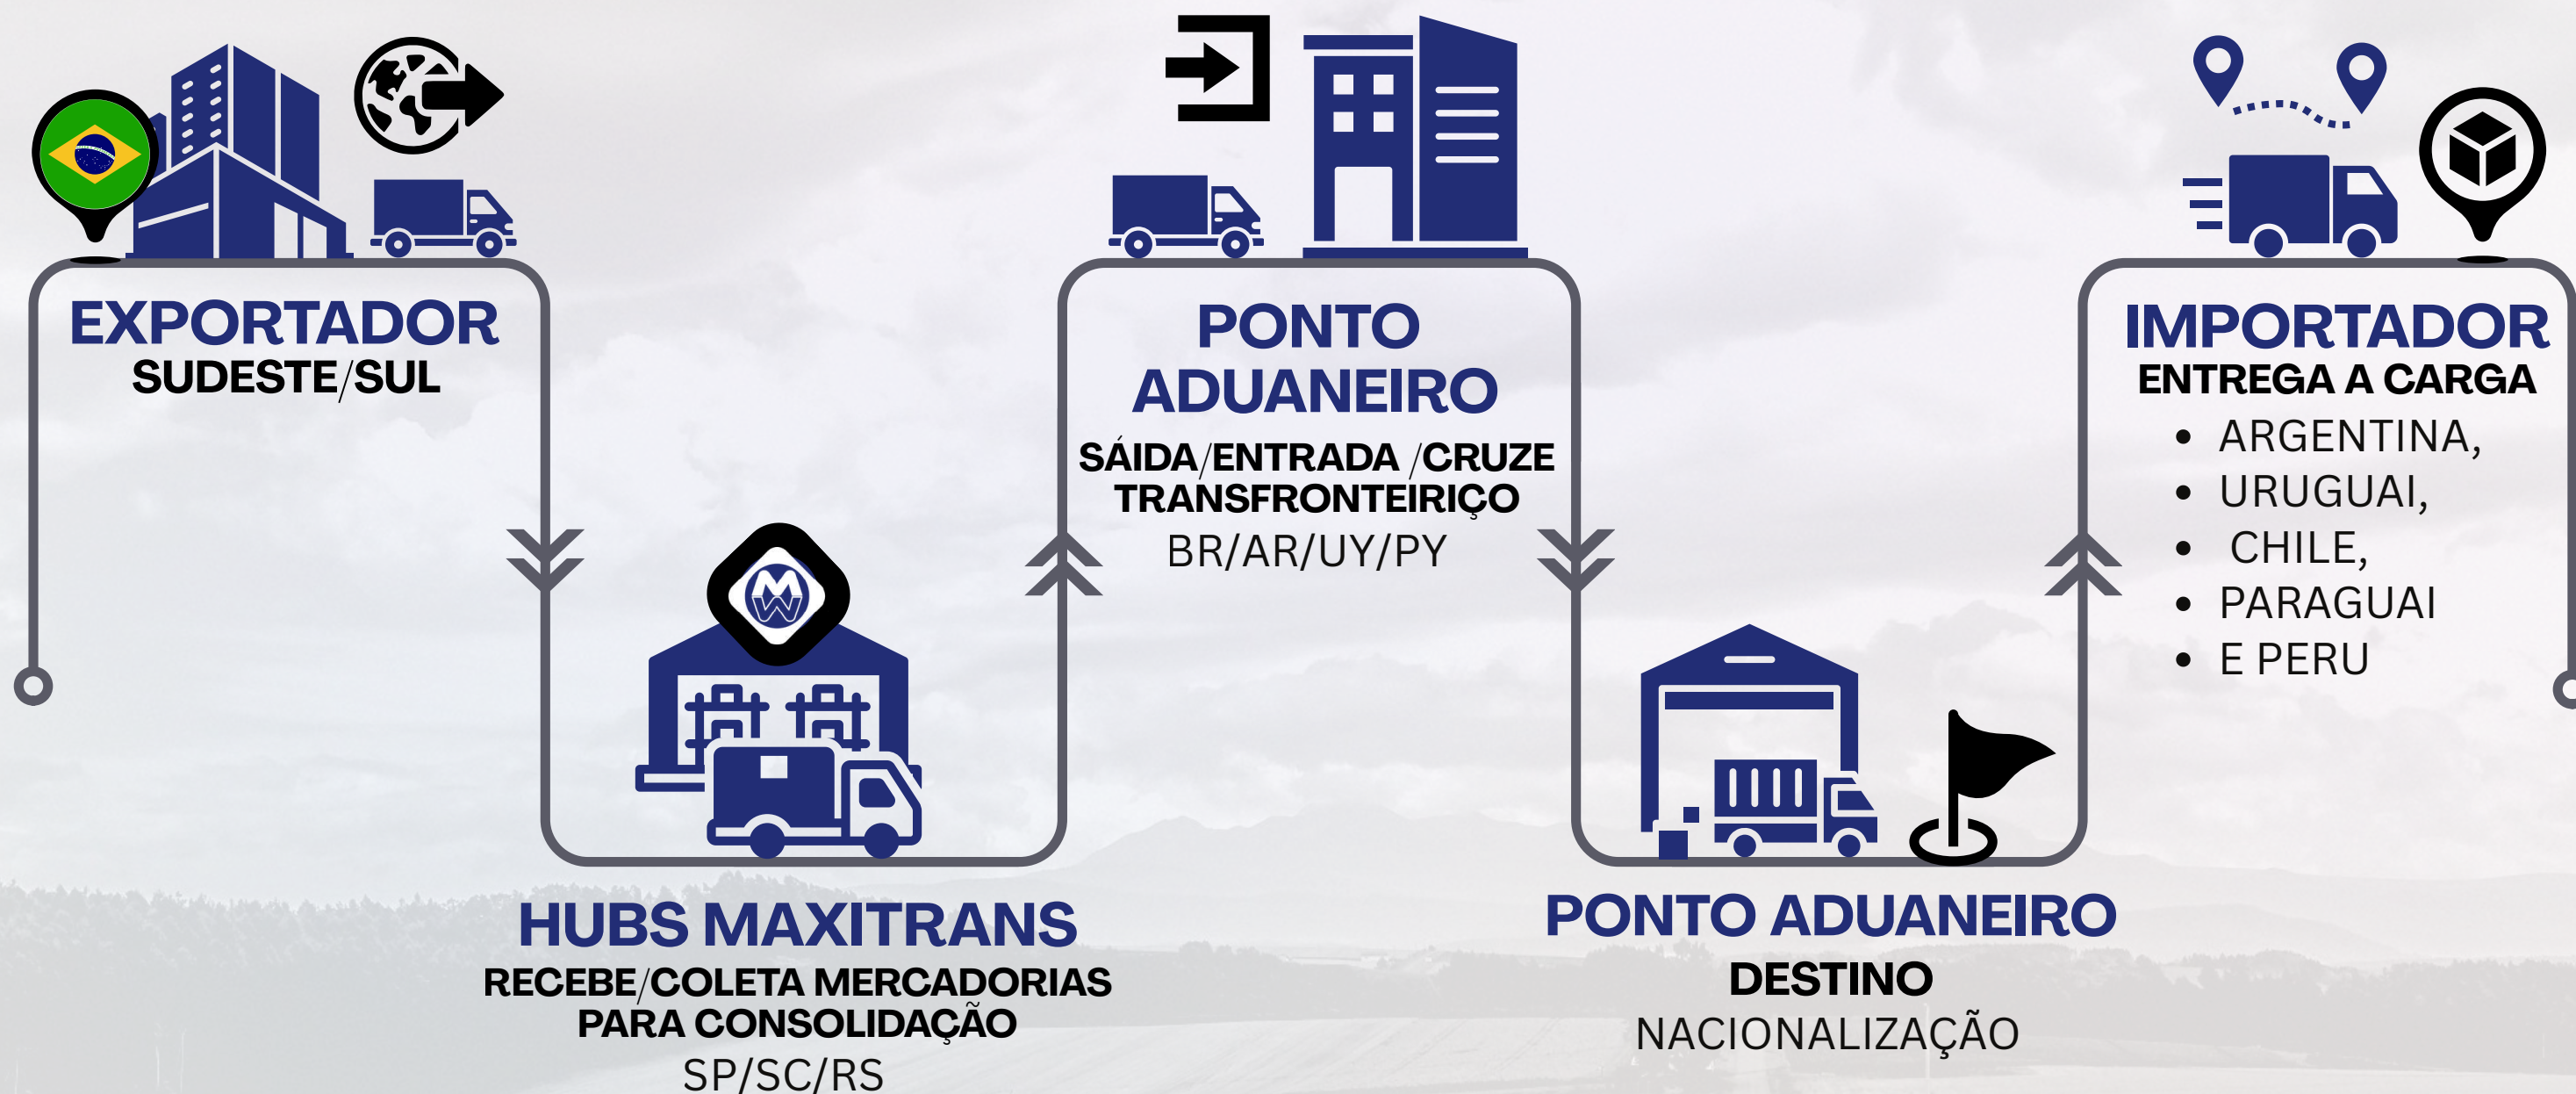 EXPORTADOR
SUDESTE/SUL
HUBS MAXITRANS
RECEBE/COLETA MERCADORIAS
PARA CONSOLIDAÇÃO
SP/SC/RS
PONTO
ADUANEIRO
SÁIDA/ENTRADA /CRUZE
TRANSFRONTEIRIÇO
BR/AR/UY/PY
PONTO ADUANEIRO
DESTINO
NACIONALIZAÇÃO
IMPORTADOR
ENTREGA A CARGA
• ARGENTINA,
• URUGUAI,
• CHILE,
• PARAGUAI
• E PERU